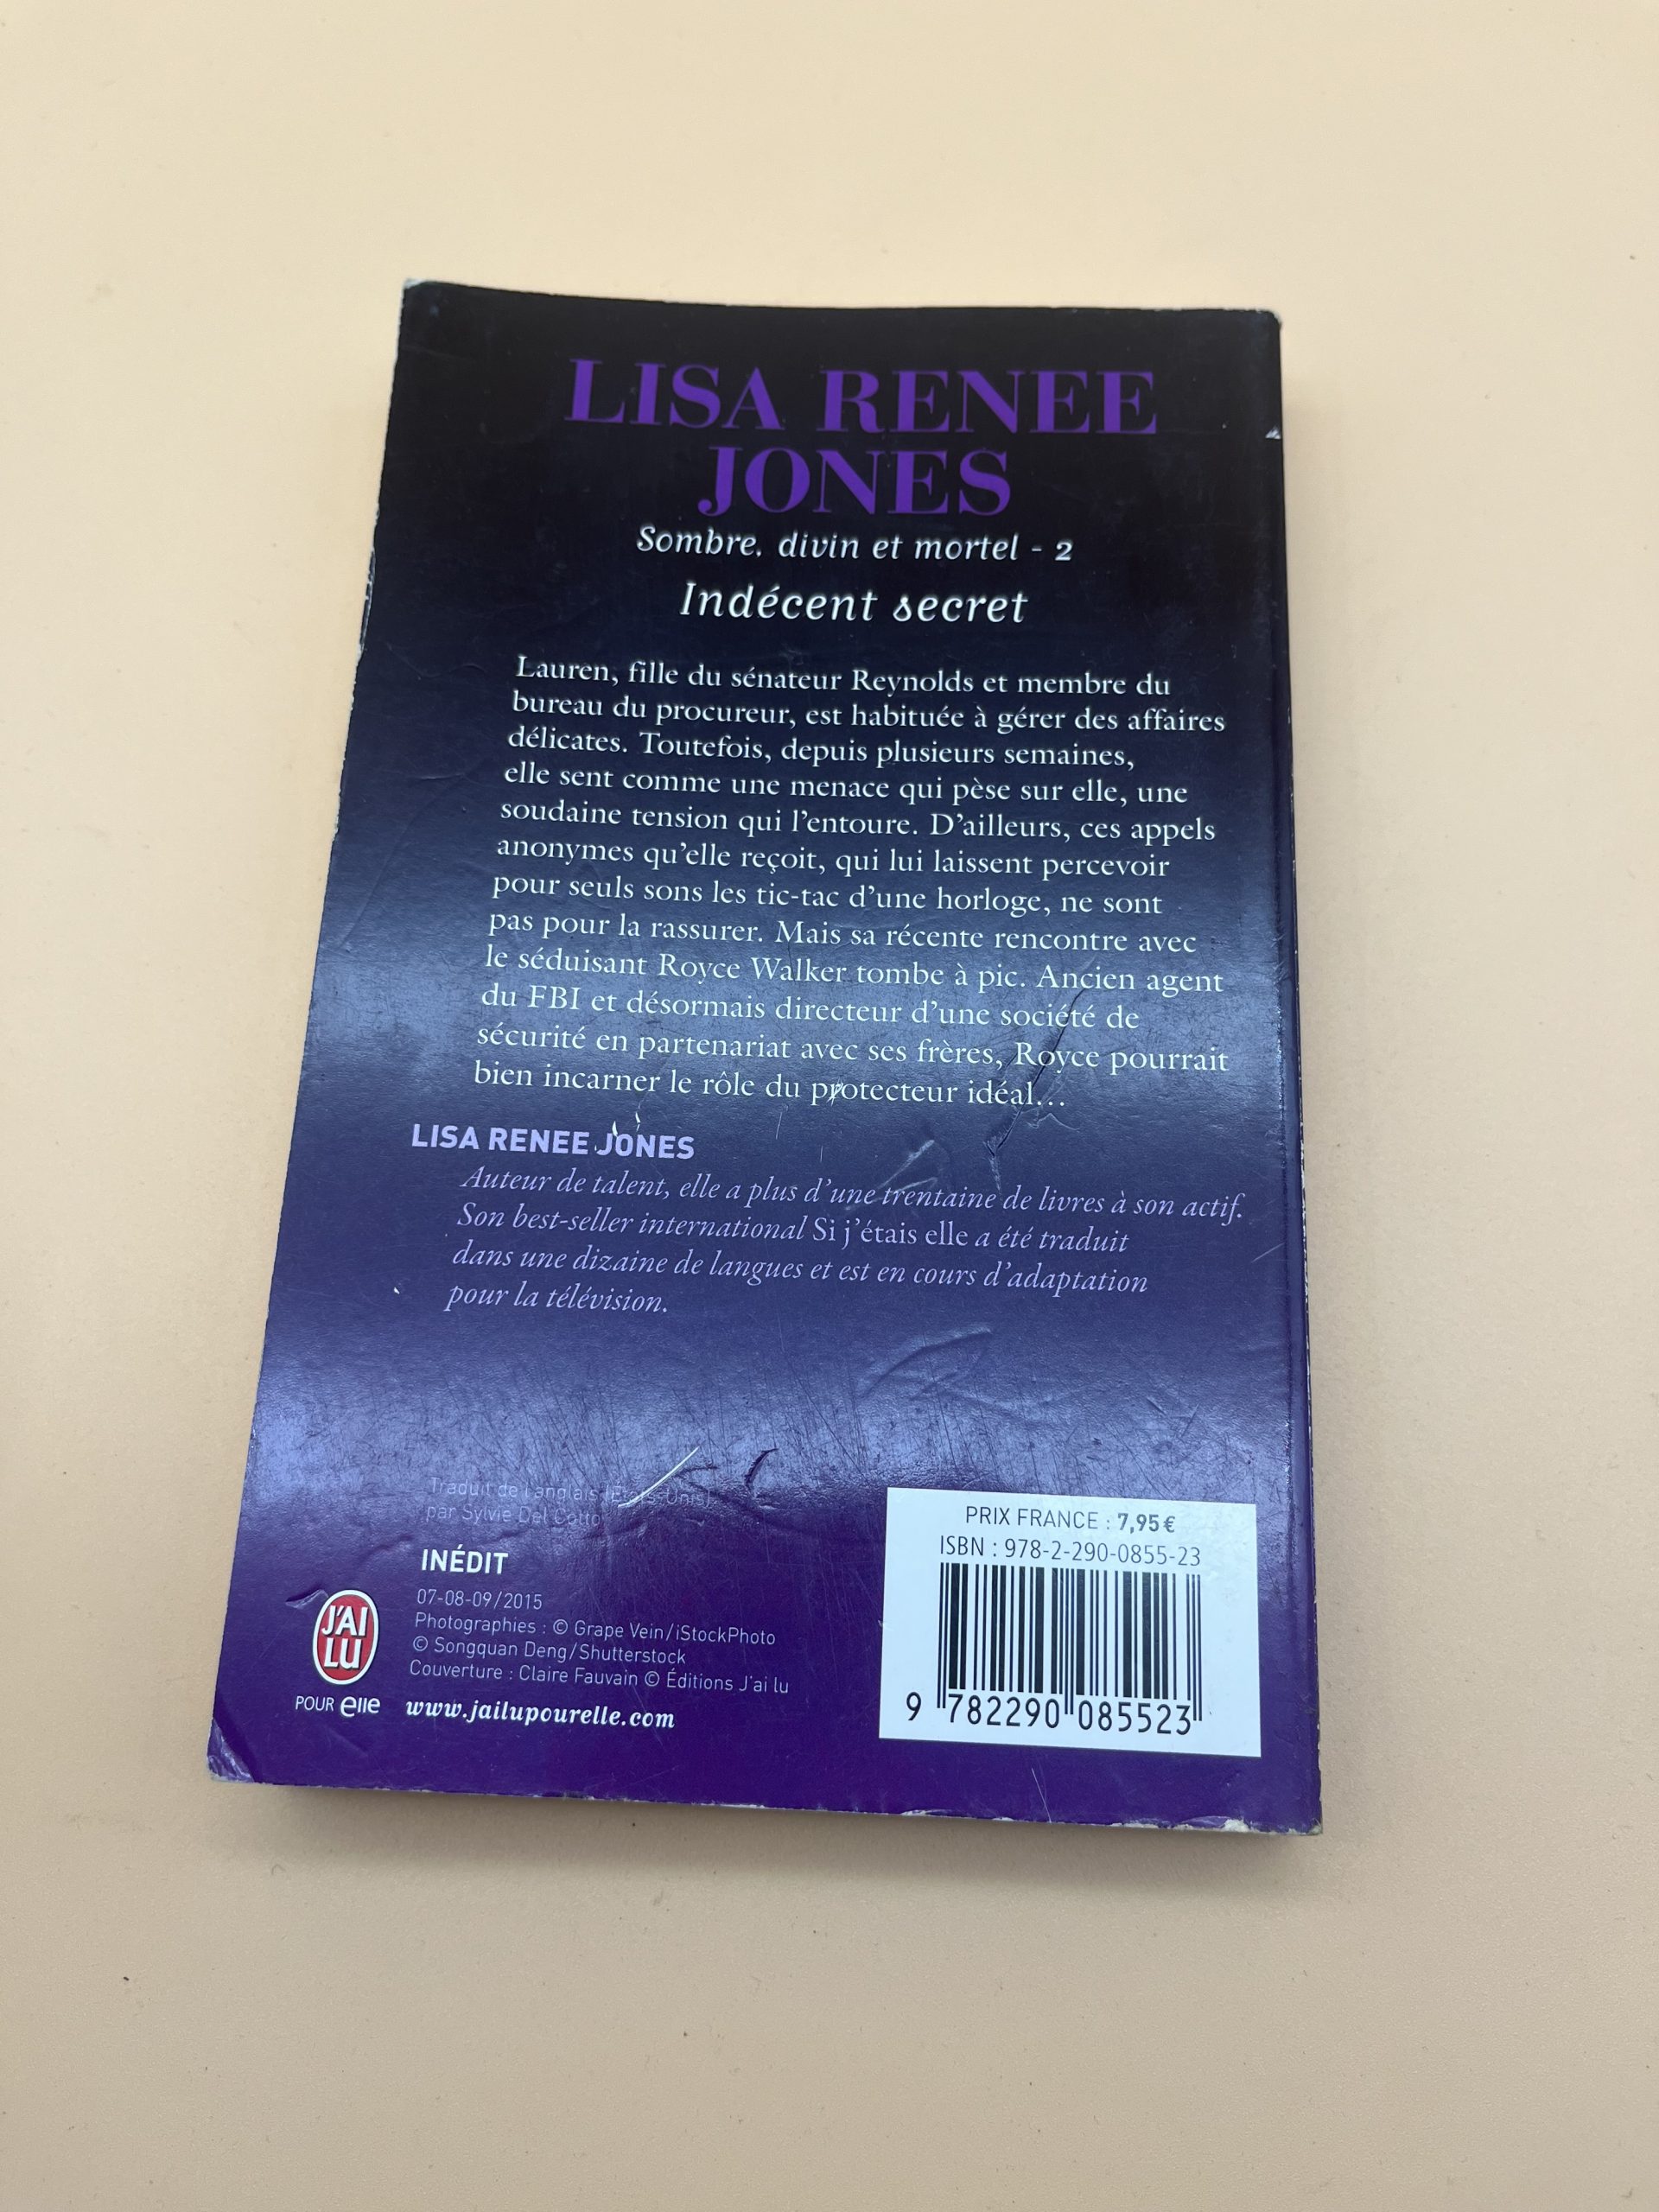 LISA RENEE
JONES
Sombre, divin et mortel - 2
Indécent secret
Lauren, fille du sénateur Reynolds et membre du
bureau du procureur, est habituée à gérer des affaires
délicates. Toutefois, depuis plusieurs semaines,
elle sent comme une menace qui pèse sur elle, une
soudaine tension qui l'entoure. D'ailleurs, ces appels
anonymes qu'elle reçoit, qui lui laissent percevoir
pour seuls sons les tic-tac d'une horloge, ne sont
pas pour la rassurer. Mais sa récente rencontre avec
le séduisant Royce Walker tombe à pic. Ancien agent
du FBI et désormais directeur d'une société de
sécurité en partenariat avec ses frères, Royce pourrait
bien incarner le rôle du protecteur idéal…
LISA RENEE JONES
Auteur de talent, elle a plus d'une trentaine de livres à son actif.
Son best-seller international Si j'étais elle a été traduit
dans une dizaine de langues et est en cours d'adaptation
pour la télévision.
Traduit de l'anglais (États-Unis)
par Sylvie Del Cotto
INÉDIT
07-08-09/2015
Photographies : © Grape Vein/iStockPhoto
© Songquan Deng/Shutterstock
Couverture : Claire Fauvain © Éditions J'ai lu
www.jailupourelle.com
J'AI
LU
POUR elle
PRIX FRANCE : 7,95 €
ISBN : 978-2-290-0855-23
9 782290 085523